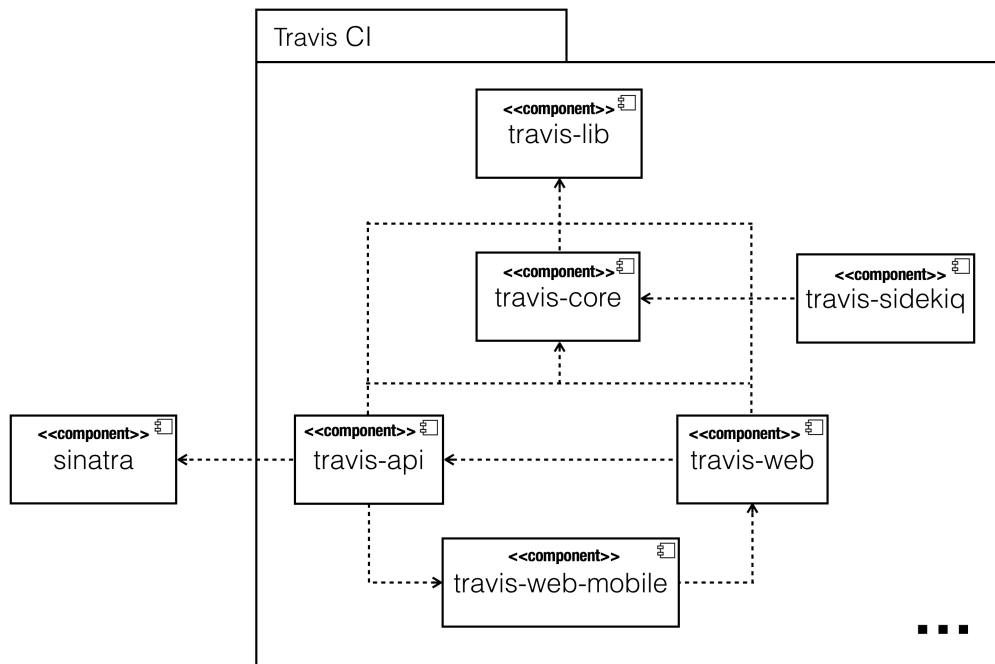 Travis CI
<<component>>
travis-lib
<<component>>
travis-core
<<component>>
travis-sidekiq
<<component>>
sinatra
<<component>>
travis-api
<<component>>
travis-web
<<component>>
travis-web-mobile
...